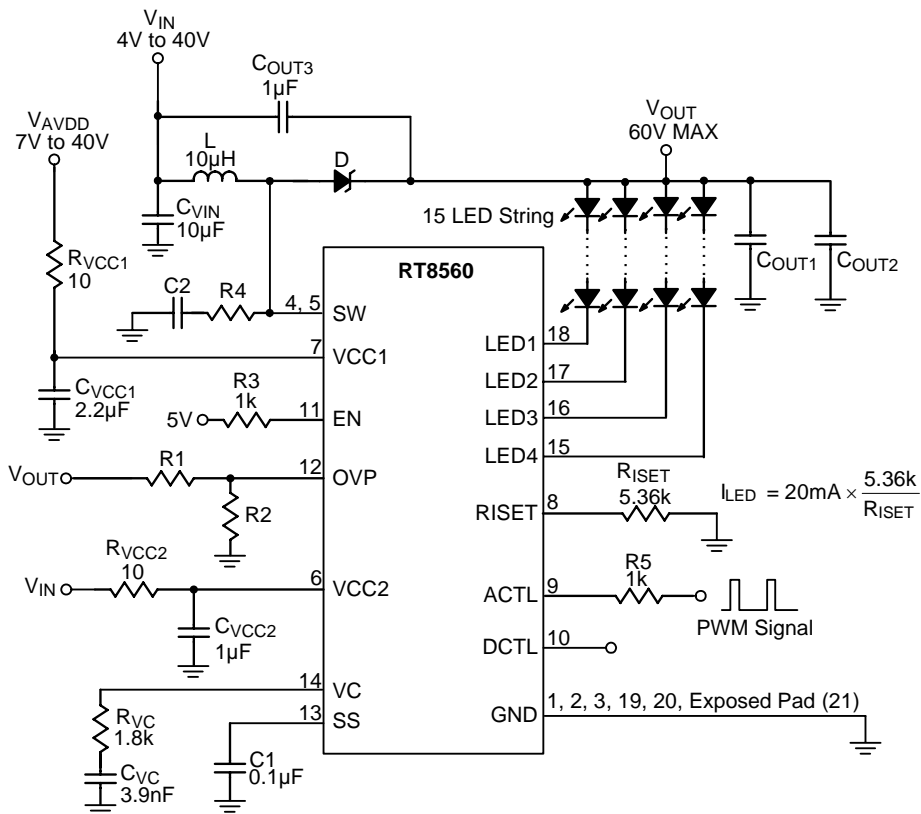 VIN
4V to 40V
COUT3
1µF
VAVDD
7V to 40V
L
10µH
D
VOUT
60V MAX
CVIN
10µF
15 LED String
RVCC1
10
COUT1
COUT2
RT8560
C2
R4
4, 5
SW
LED1
18
7
VCC1
LED2
17
CVCC1
2.2µF
R3
1k
5V
11
EN
LED3
16
LED4
15
VOUT
R1
12
OVP
R2
RISET
5.36k
RISET
8
ILED = 20mA × 5.36k
RISET
RVCC2
10
VIN
6
VCC2
ACTL
9
R5
1k
PWM Signal
CVCC2
1µF
DCTL
10
14
VC
13
SS
GND
1, 2, 3, 19, 20, Exposed Pad (21)
RVC
1.8k
CVC
3.9nF
C1
0.1µF